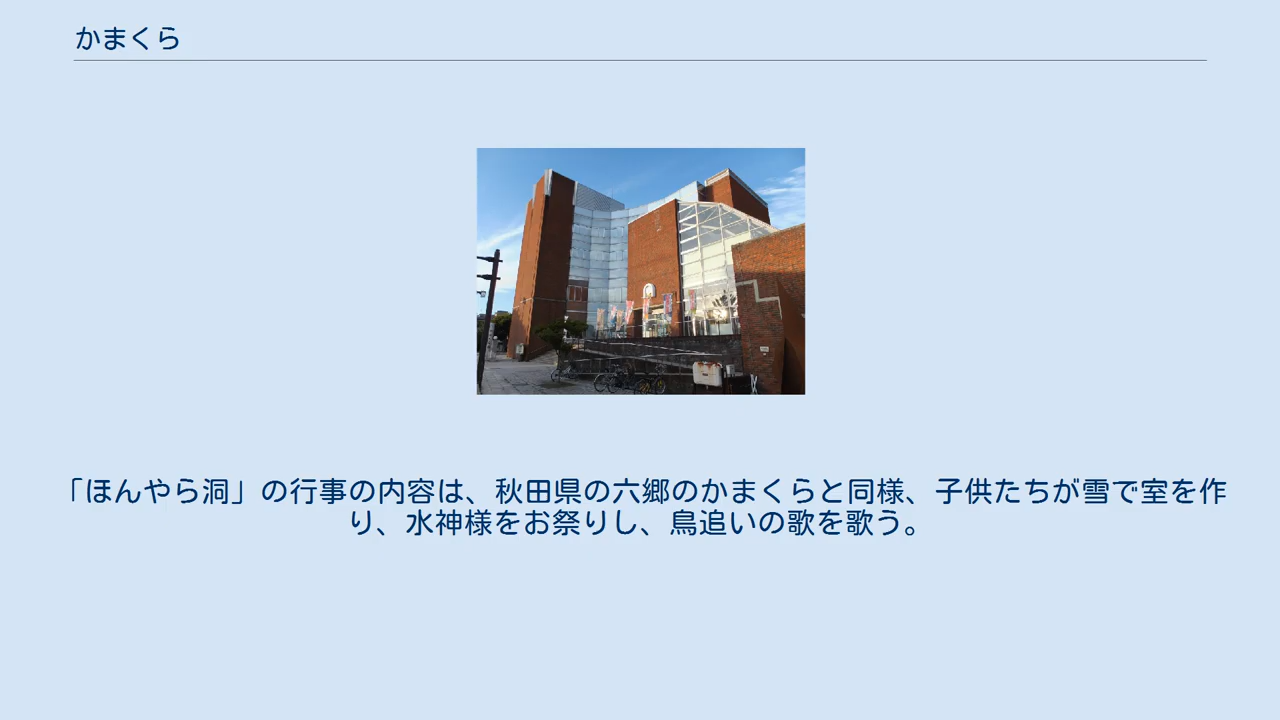 かまくら
「ほんやら洞」の行事の内容は、秋田県の六郷のかまくらと同様、子供たちが雪で室を作
り、水神様をお祭りし、鳥追いの歌を歌う。